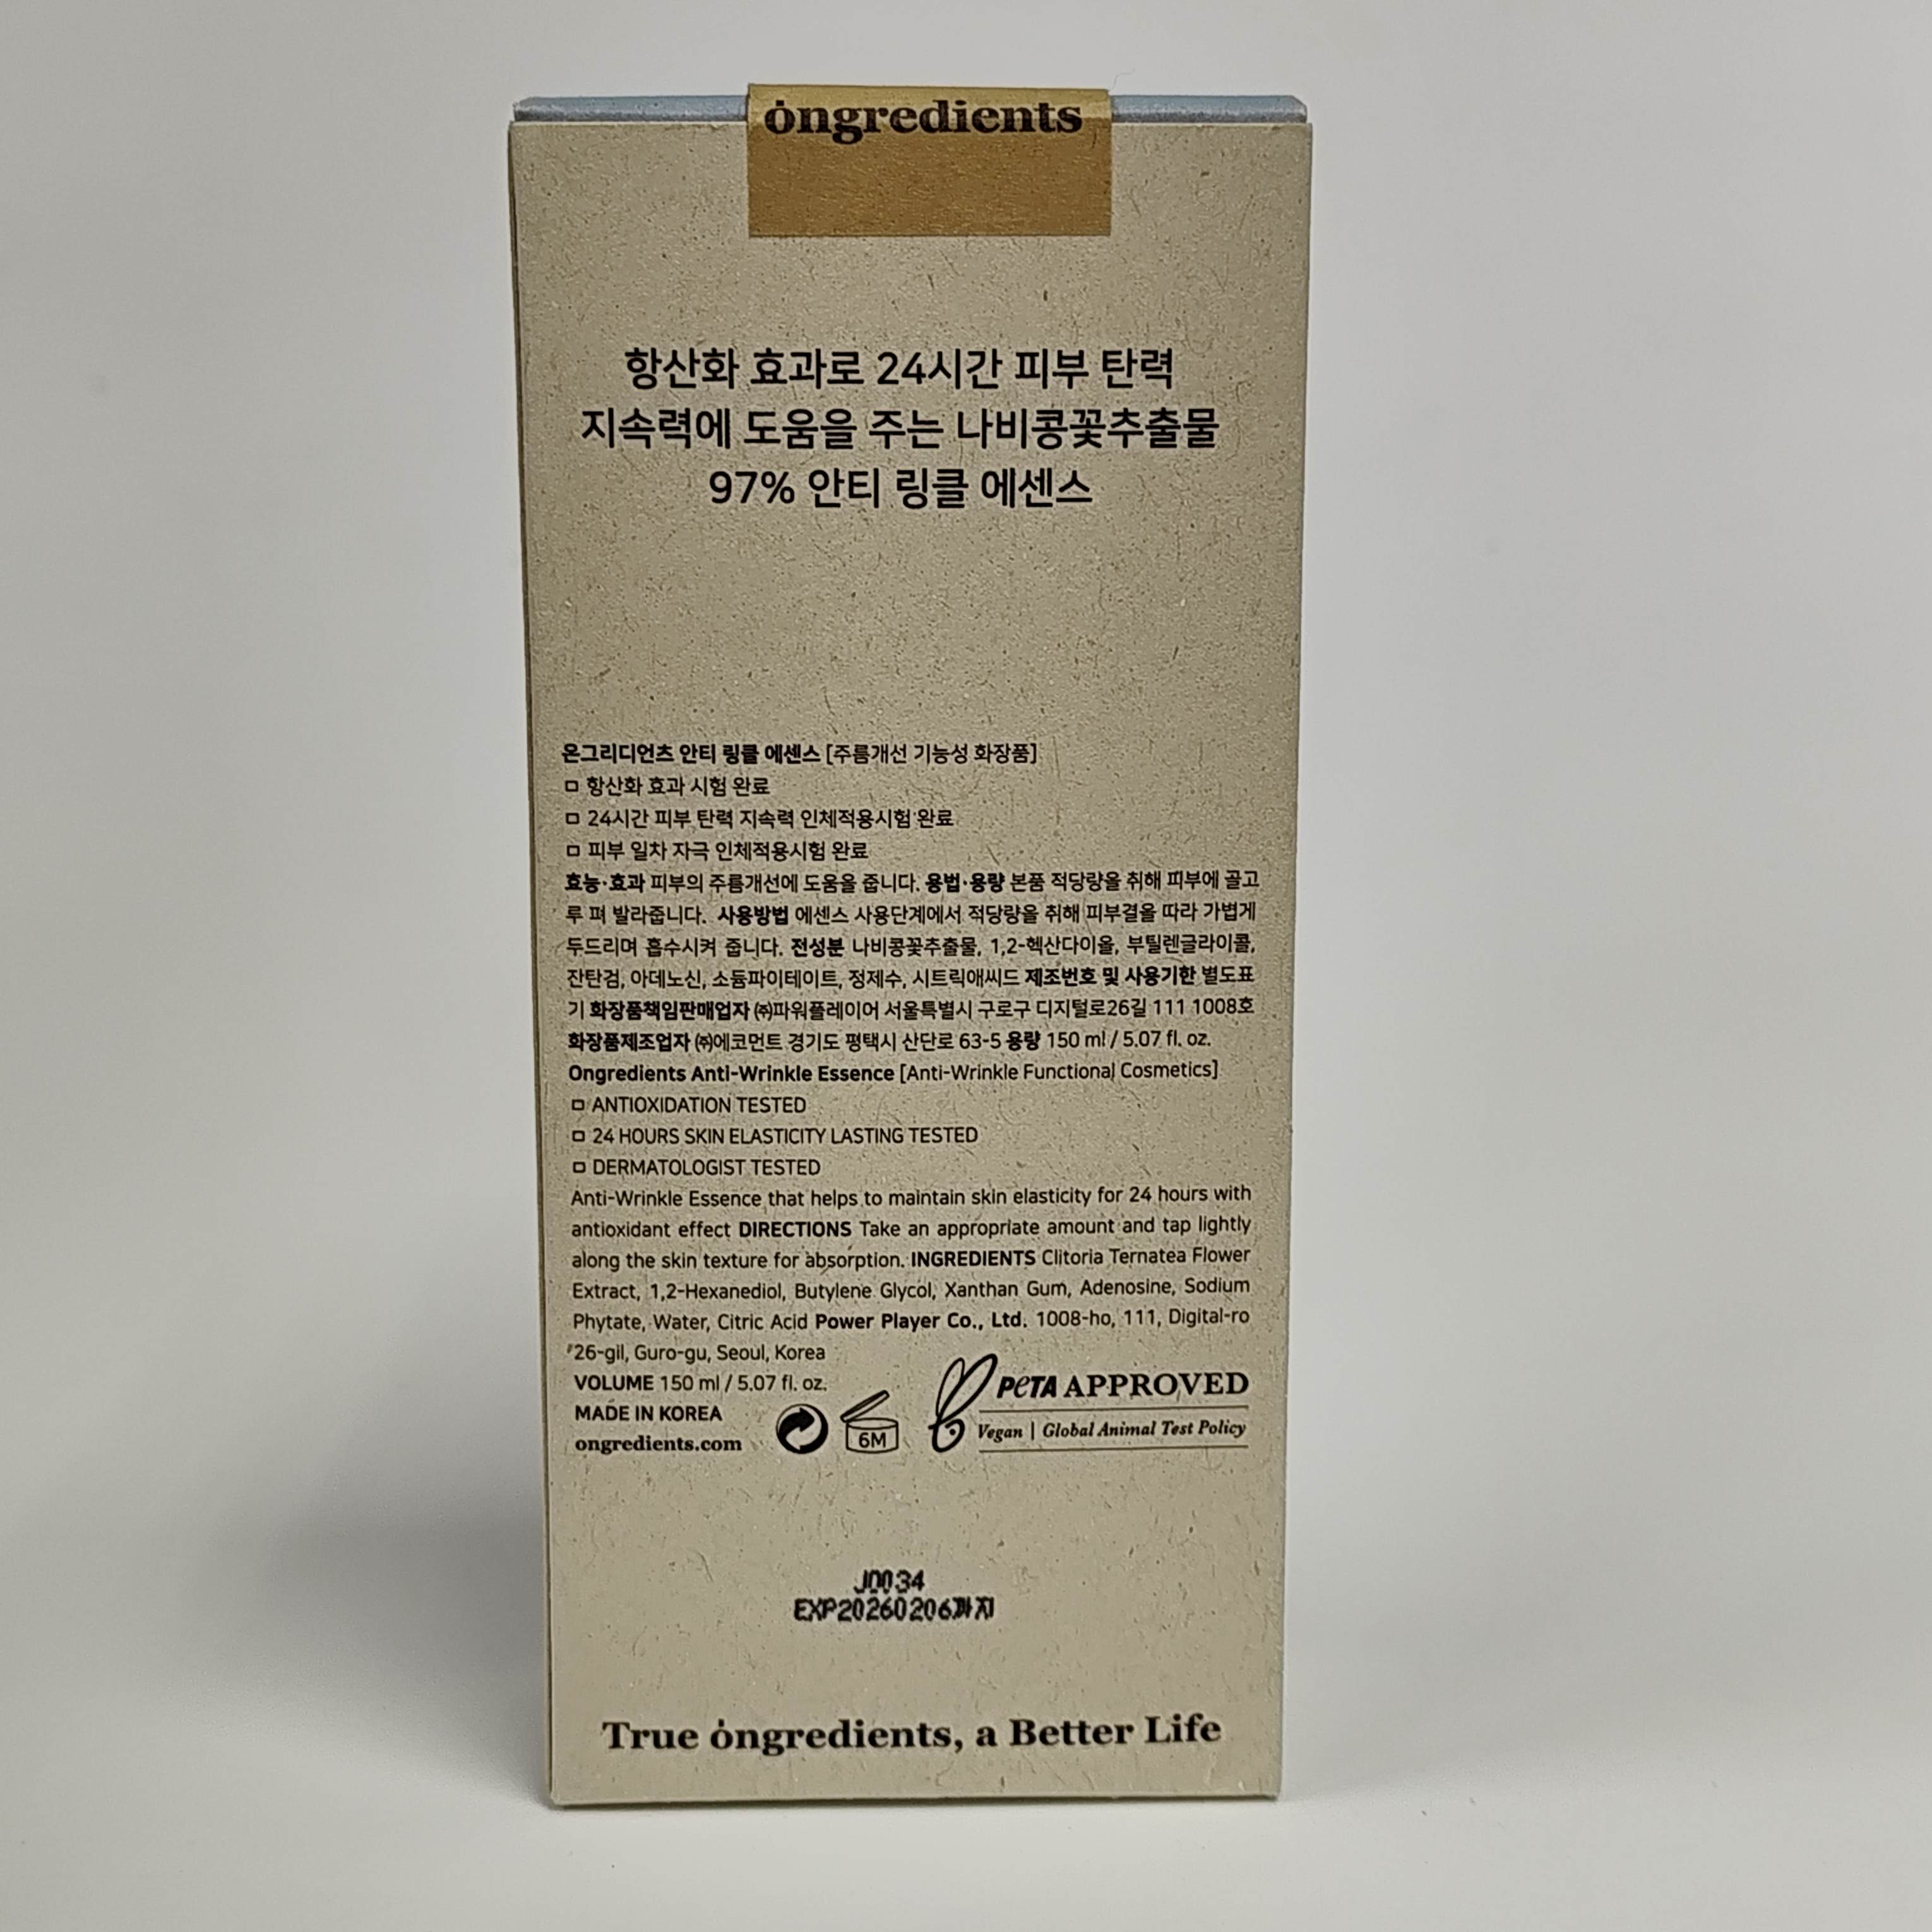 ȯngredients
항산화 효과로 24시간 피부 탄력
지속력에 도움을 주는 나비콩꽃추출물
97% 안티 링클 에센스
온그리디언츠 안티 링클 에센스 [주름개선 기능성 화장품]
□ 항산화 효과 시험 완료
□ 24시간 피부 탄력 지속력 인체적용시험 완료
□ 피부 일차 자극 인체적용시험 완료
효능·효과 피부의 주름개선에 도움을 줍니다. 용법·용량 본품 적당량을 취해 피부에 골고
루 펴 발라줍니다. 사용방법 에센스 사용단계에서 적당량을 취해 피부결을 따라 가볍게
두드리며 흡수시켜 줍니다. 전성분 나비콩꽃추출물, 1,2-헥산다이올, 부틸렌글라이콜,
잔탄검, 아데노신, 소듐파이테이트, 정제수, 시트릭애씨드 제조번호 및 사용기한 별도표
기 화장품책임판매업자 ㈜파워플레이어 서울특별시 구로구 디지털로26길 111 1008호
화장품제조업자 ㈜에코먼트 경기도 평택시 산단로 63-5 용량 150 ml / 5.07 fl. oz.
Ongredients Anti-Wrinkle Essence [Anti-Wrinkle Functional Cosmetics]
□ ANTIOXIDATION TESTED
□ 24 HOURS SKIN ELASTICITY LASTING TESTED
□ DERMATOLOGIST TESTED
Anti-Wrinkle Essence that helps to maintain skin elasticity for 24 hours with
antioxidant effect DIRECTIONS Take an appropriate amount and tap lightly
along the skin texture for absorption. INGREDIENTS Clitoria Ternatea Flower
Extract, 1,2-Hexanediol, Butylene Glycol, Xanthan Gum, Adenosine, Sodium
Phytate, Water, Citric Acid Power Player Co., Ltd. 1008-ho, 111, Digital-ro
26-gil, Guro-gu, Seoul, Korea
VOLUME 150 ml / 5.07 fl. oz.
MADE IN KOREA
ongredients.com
6M
PETA APPROVED
Vegan | Global Animal Test Policy
J0034
EXP20260206까지
True ȯngredients, a Better Life